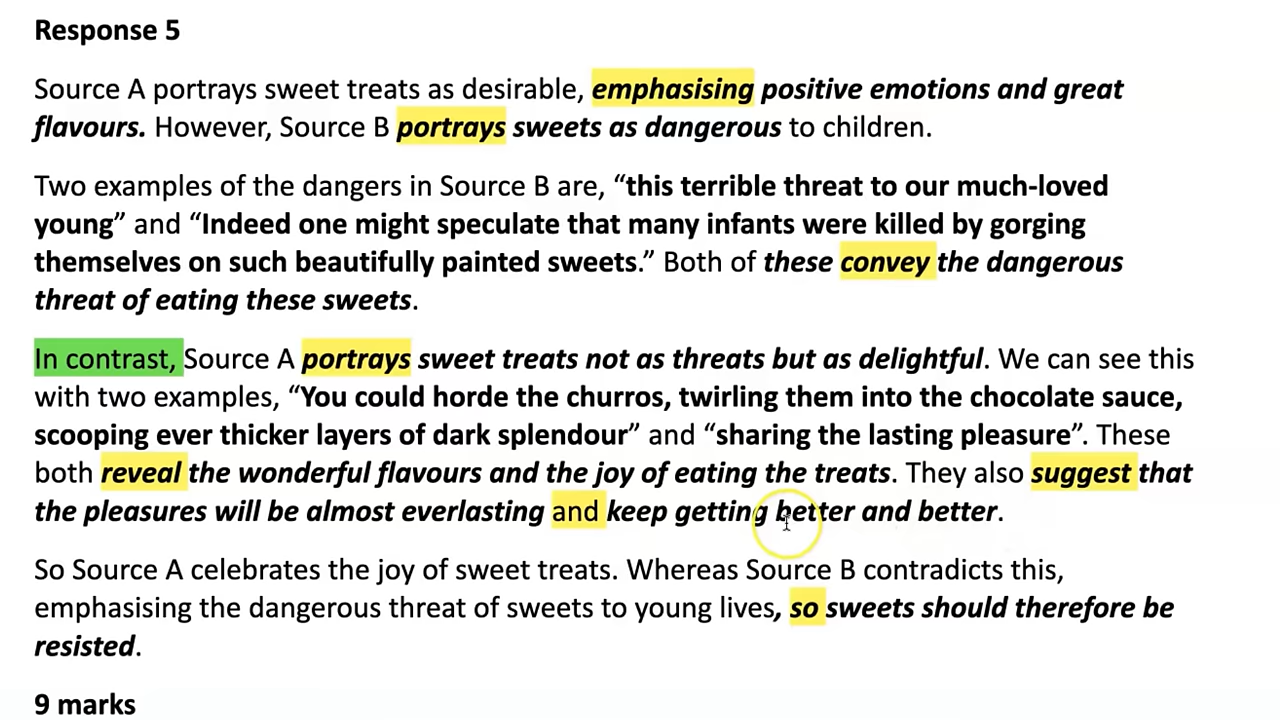 Response 5
Source A portrays sweet treats as desirable, emphasising positive emotions and great
flavours. However, Source B portrays sweets as dangerous to children.
Two examples of the dangers in Source B are, “this terrible threat to our much-loved
young” and “Indeed one might speculate that many infants were killed by gorging
themselves on such beautifully painted sweets.” Both of these convey the dangerous
threat of eating these sweets.
In contrast, Source A portrays sweet treats not as threats but as delightful. We can see this
with two examples, “You could horde the churros, twirling them into the chocolate sauce,
scooping ever thicker layers of dark splendour” and “sharing the lasting pleasure”. These
both reveal the wonderful flavours and the joy of eating the treats. They also suggest that
the pleasures will be almost everlasting and keep getting better and better.
So Source A celebrates the joy of sweet treats. Whereas Source B contradicts this,
emphasising the dangerous threat of sweets to young lives, so sweets should therefore be
resisted.
9 marks